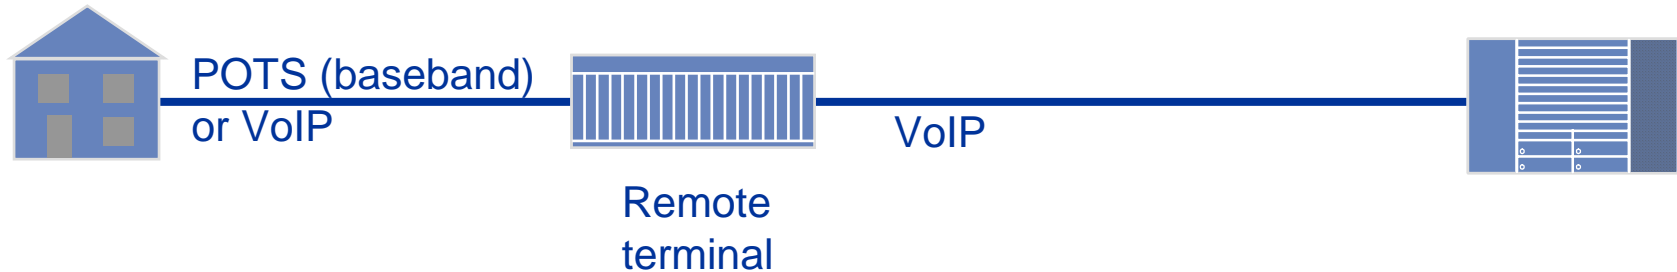 POTS (baseband)
or VoIP
VoIP
Remote
terminal